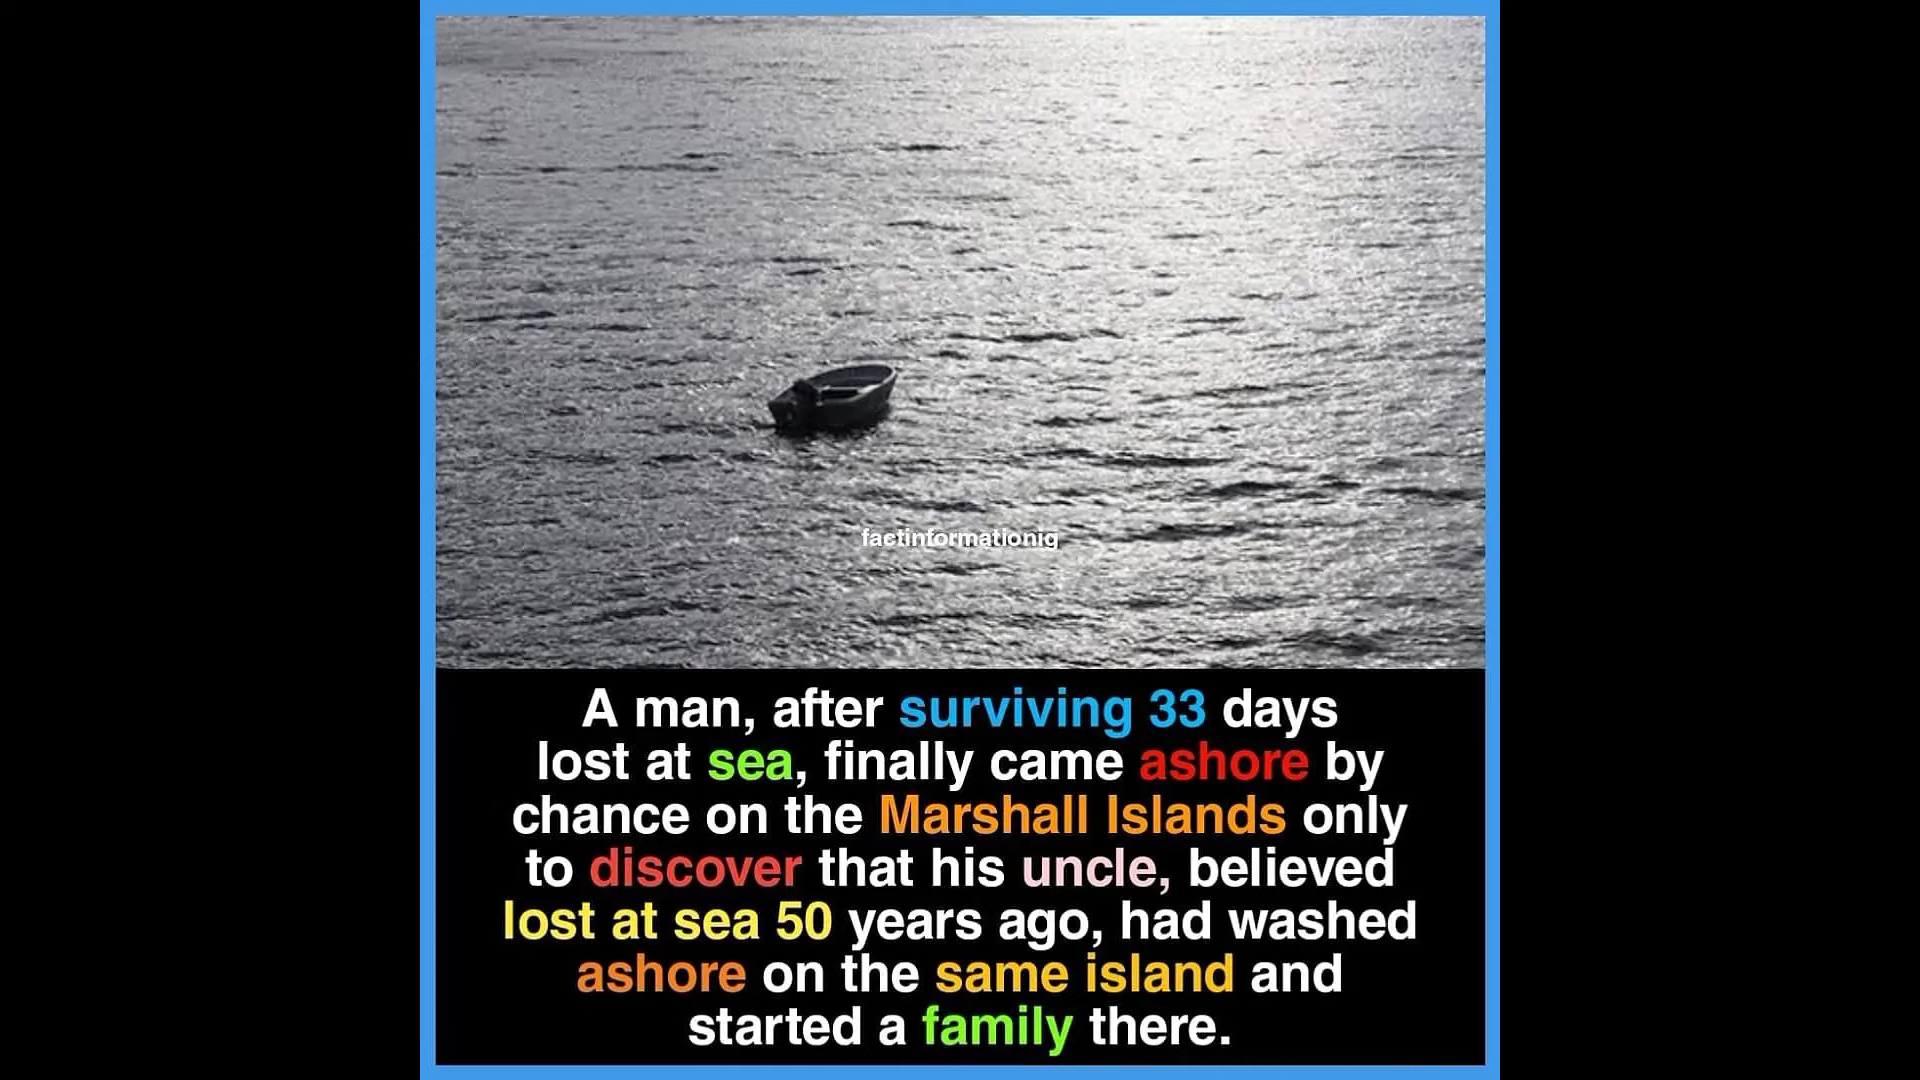 factinformationig
A man, after surviving 33 days
lost at sea, finally came ashore by
chance on the Marshall Islands only
to discover that his uncle, believed
lost at sea 50 years ago, had washed
ashore on the same island and
started a family there.